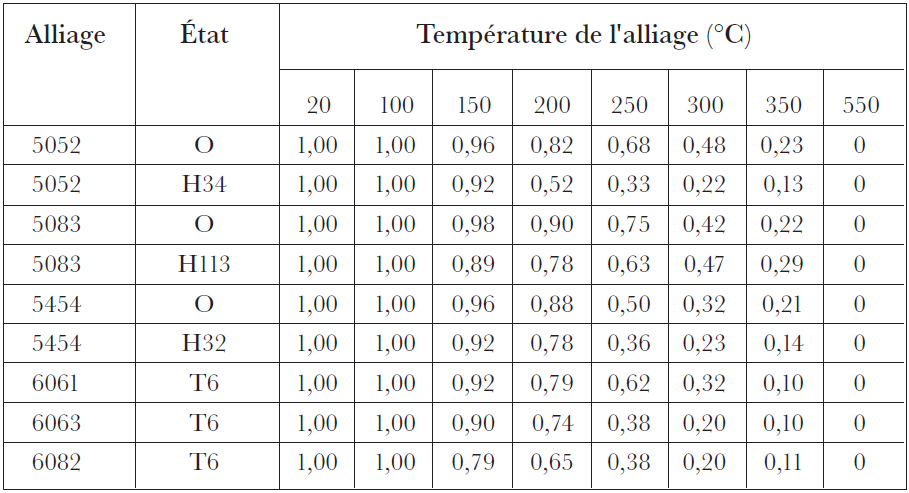 Alliage État Température de l'alliage (°C)
20 100 150 200 250 300 350 550
5052 O 1,00 1,00 0,96 0,82 0,68 0,48 0,23 0
5052 H34 1,00 1,00 0,92 0,52 0,33 0,22 0,13 0
5083 O 1,00 1,00 0,98 0,90 0,75 0,42 0,22 0
5083 H113 1,00 1,00 0,89 0,78 0,63 0,47 0,29 0
5454 O 1,00 1,00 0,96 0,88 0,50 0,32 0,21 0
5454 H32 1,00 1,00 0,92 0,78 0,36 0,23 0,14 0
6061 T6 1,00 1,00 0,92 0,79 0,62 0,32 0,10 0
6063 T6 1,00 1,00 0,90 0,74 0,38 0,20 0,10 0
6082 T6 1,00 1,00 0,79 0,65 0,38 0,20 0,11 0